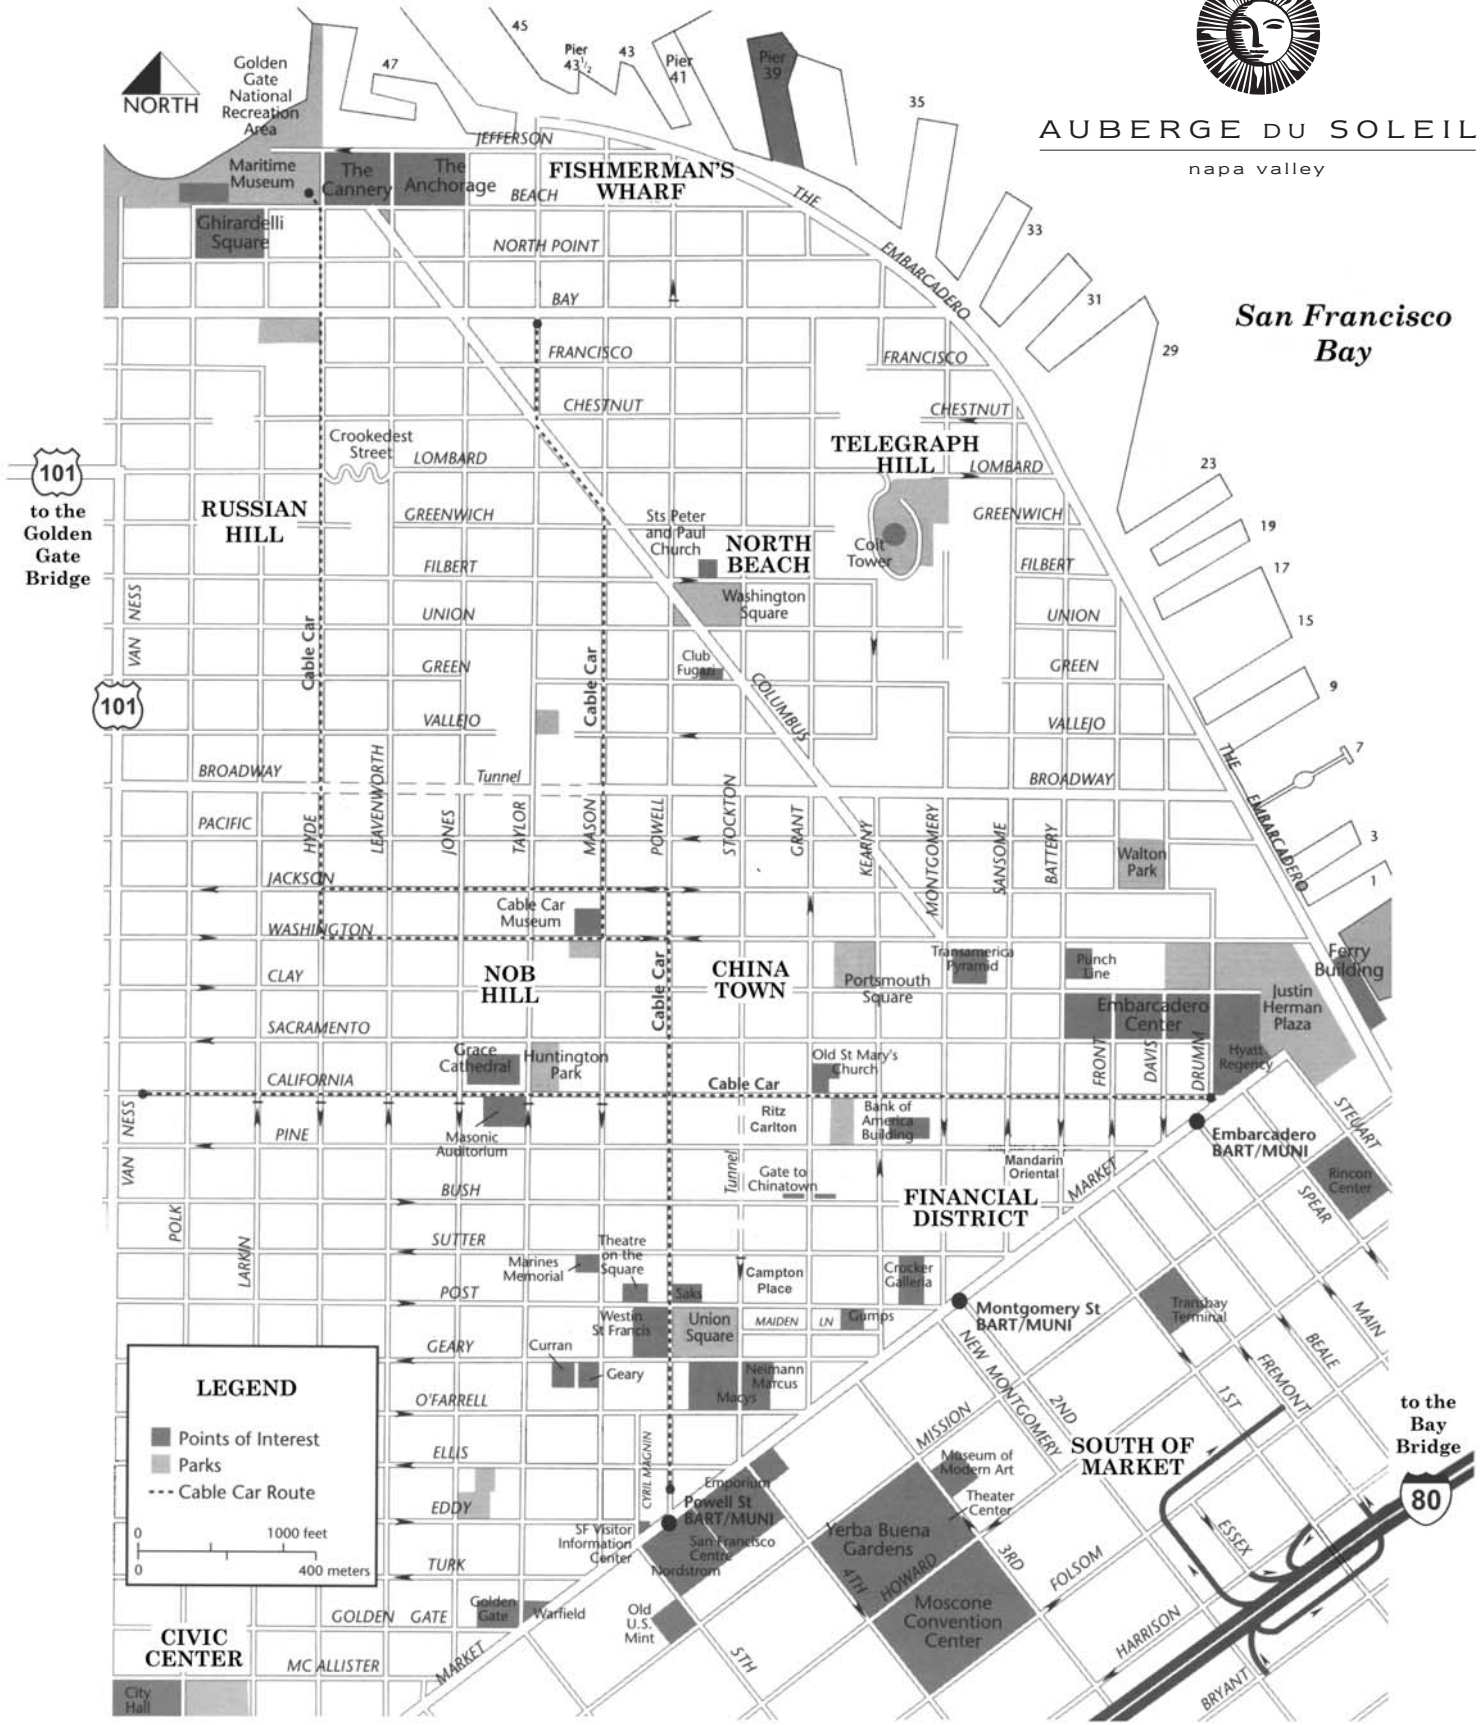 NORTH
Golden
Gate
National
Recreation
Area
47
45
Pier
43 1/2
43
Pier
41
Pier
39
35
AUBERGE DU SOLEIL
napa valley
JEFFERSON
Maritime
Museum
The
Cannery
The
Anchorage
BEACH
FISHMERMAN'S
WHARF
THE
EMBARCADERO
33
31
29
Ghirardelli
Square
NORTH POINT
BAY
San Francisco
Bay
FRANCISCO
FRANCISCO
CHESTNUT
CHESTNUT
Crookedest
Street
LOMBARD
TELEGRAPH
HILL
LOMBARD
101
to the
Golden
Gate
Bridge
RUSSIAN
HILL
GREENWICH
Sts Peter
and Paul
Church
NORTH
BEACH
Coit
Tower
GREENWICH
23
19
17
15
9
7
3
1
FILBERT
FILBERT
Washington
Square
VAN NESS
UNION
UNION
Cable Car
Cable Car
GREEN
Club
Fugazi
GREEN
COLUMBUS
101
VALLEJO
VALLEJO
BROADWAY
Tunnel
BROADWAY
THE
EMBARCADERO
PACIFIC
HYDE
LEAVENWORTH
JONES
TAYLOR
MASON
POWELL
STOCKTON
GRANT
KEARNY
MONTGOMERY
SANSOME
BATTERY
Walton
Park
JACKSON
Cable Car
Museum
WASHINGTON
CLAY
NOB
HILL
Cable Car
CHINA
TOWN
Portsmouth
Square
Transamerica
Pyramid
Punch
Line
Ferry
Building
Justin
Herman
Plaza
Embarcadero
Center
SACRAMENTO
Grace
Cathedral
Huntington
Park
Old St Mary's
Church
FRONT
DAVIS
DRUMM
Hyatt
Regency
CALIFORNIA
Cable Car
VAN NESS
PINE
Masonic
Auditorium
Ritz
Carlton
Bank of
America
Building
Mandarin
Oriental
Embarcadero
BART/MUNI
STEUART
Rincon
Center
SPEAR
MARKET
Tunnel
Gate to
Chinatown
BUSH
FINANCIAL
DISTRICT
POLK
LARKIN
SUTTER
Marines
Memorial
Theatre
on the
Square
Campton
Place
Crocker
Galleria
POST
Saks
Westin
St Francis
Union
Square
MAIDEN LN
Gumps
Montgomery St
BART/MUNI
Transbay
Terminal
MAIN
BEALE
FREMONT
1ST
2ND
NEW MONTGOMERY
GEARY
Curran
Geary
Macys
Neimann
Marcus
LEGEND
Points of Interest
Parks
Cable Car Route
0 1000 feet
0 400 meters
O'FARRELL
ELLIS
CYRIL MAGNIN
Emporium
MISSION
Museum of
Modern Art
SOUTH OF
MARKET
to the
Bay
Bridge
80
EDDY
Powell St
BART/MUNI
SF Visitor
Information
Center
San Francisco
Centre
Nordstrom
Yerba Buena
Gardens
Theater
Center
ESSEX
TURK
4TH
HOWARD
3RD
FOLSOM
Golden
Gate
Warfield
Old
U.S.
Mint
Moscone
Convention
Center
GOLDEN GATE
CIVIC
CENTER
MC ALLISTER
MARKET
5TH
HARRISON
BRYANT
City
Hall